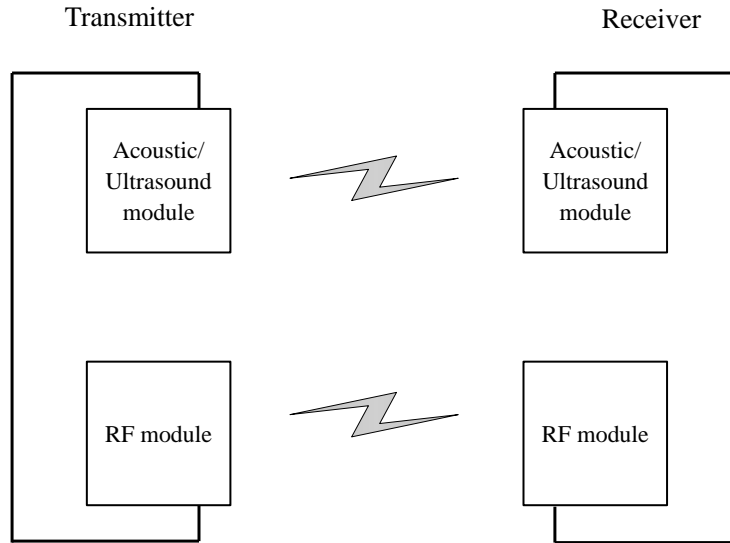 Transmitter
Receiver
Acoustic/
Ultrasound
module
Acoustic/
Ultrasound
module
RF module
RF module